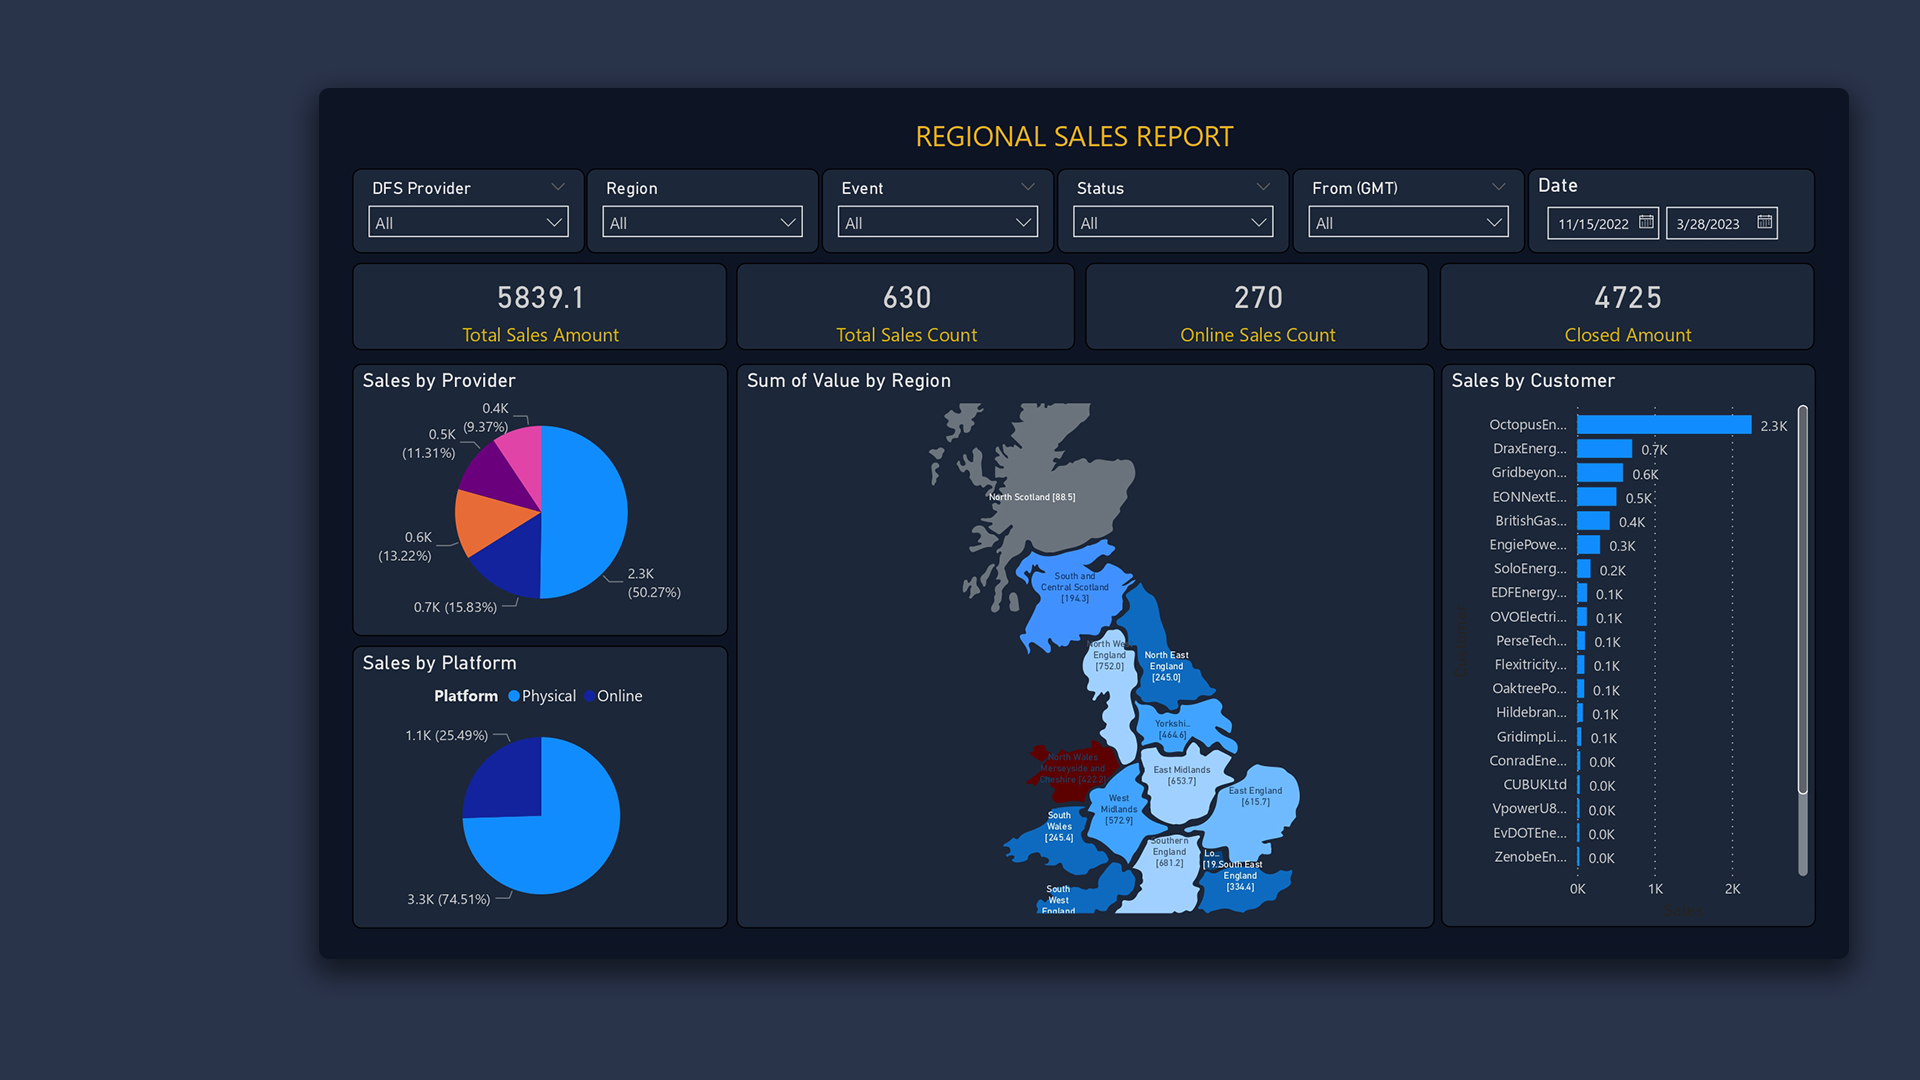 REGIONAL SALES REPORT
DFS Provider
All
Region
All
Event
All
Status
All
From (GMT)
All
Date
11/15/2022
3/28/2023
5839.1
Total Sales Amount
630
Total Sales Count
270
Online Sales Count
4725
Closed Amount
Sales by Provider
0.4K
(9.37%)
0.5K
(11.31%)
0.6K
(13.22%)
0.7K (15.83%)
2.3K
(50.27%)
Sales by Platform
Platform Physical Online
1.1K (25.49%)
3.3K (74.51%)
Sum of Value by Region
North Scotland [88.5]
South and
Central Scotland
[194.3]
North We...
England
[752.0]
North East
England
[245.0]
Yorkshi...
[464.6]
North Wales
Merseyside and
Cheshire [422.2]
East Midlands
[653.7]
East England
[615.7]
West
Midlands
[572.9]
South
Wales
[245.4]
Southern
England
[681.2]
Lo...
[19...
South East
England
[334.4]
South
West
England
Sales by Customer
OctopusEn... 2.3K
DraxEnerg... 0.7K
Gridbeyon... 0.6K
EONNextE... 0.5K
BritishGas... 0.4K
EngiePowe... 0.3K
SoloEnerg... 0.2K
EDFEnergy... 0.1K
OVOElectri... 0.1K
PerseTech... 0.1K
Flexitricity... 0.1K
OaktreePo... 0.1K
Hildebran... 0.1K
GridimpLi... 0.1K
ConradEne... 0.0K
CUBUKLtd 0.0K
VpowerU8... 0.0K
EvDOTEne... 0.0K
ZenobeEn... 0.0K
0K 1K 2K